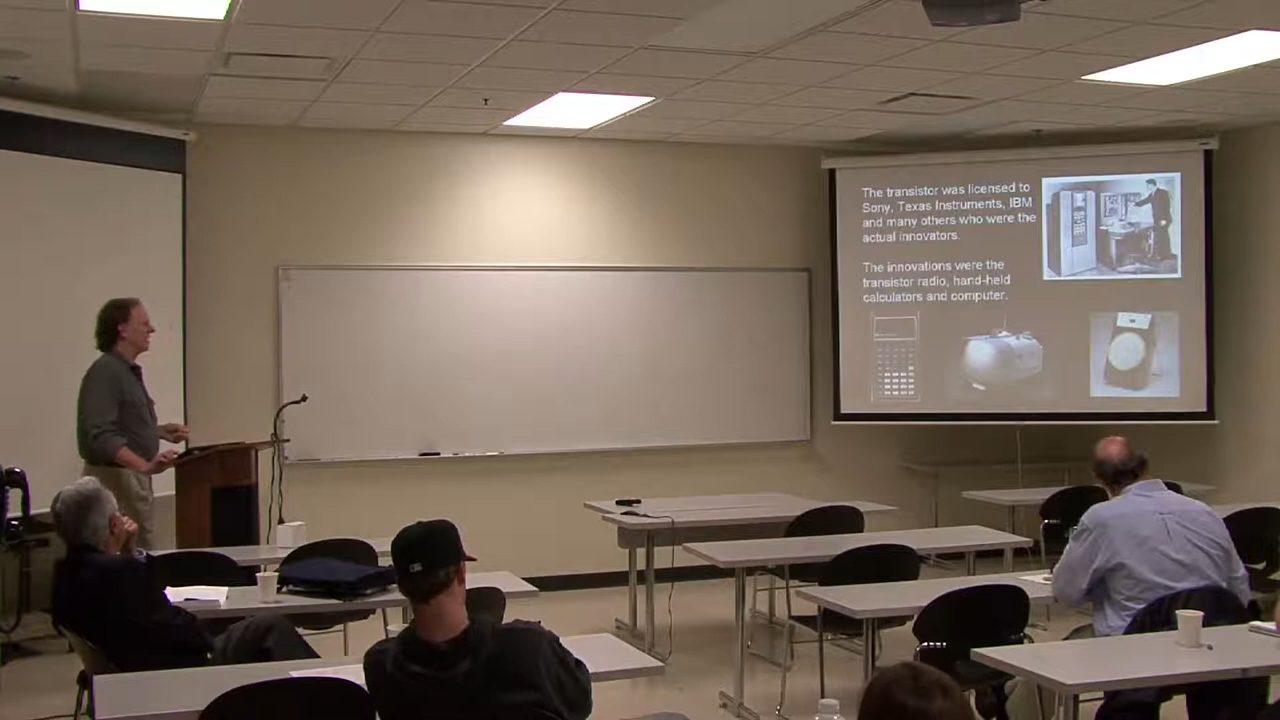 The transistor was licensed to
Sony, Texas Instruments, IBM
and many others who were the
actual innovators.
The innovations were the
transistor radio, hand-held
calculators and computer.